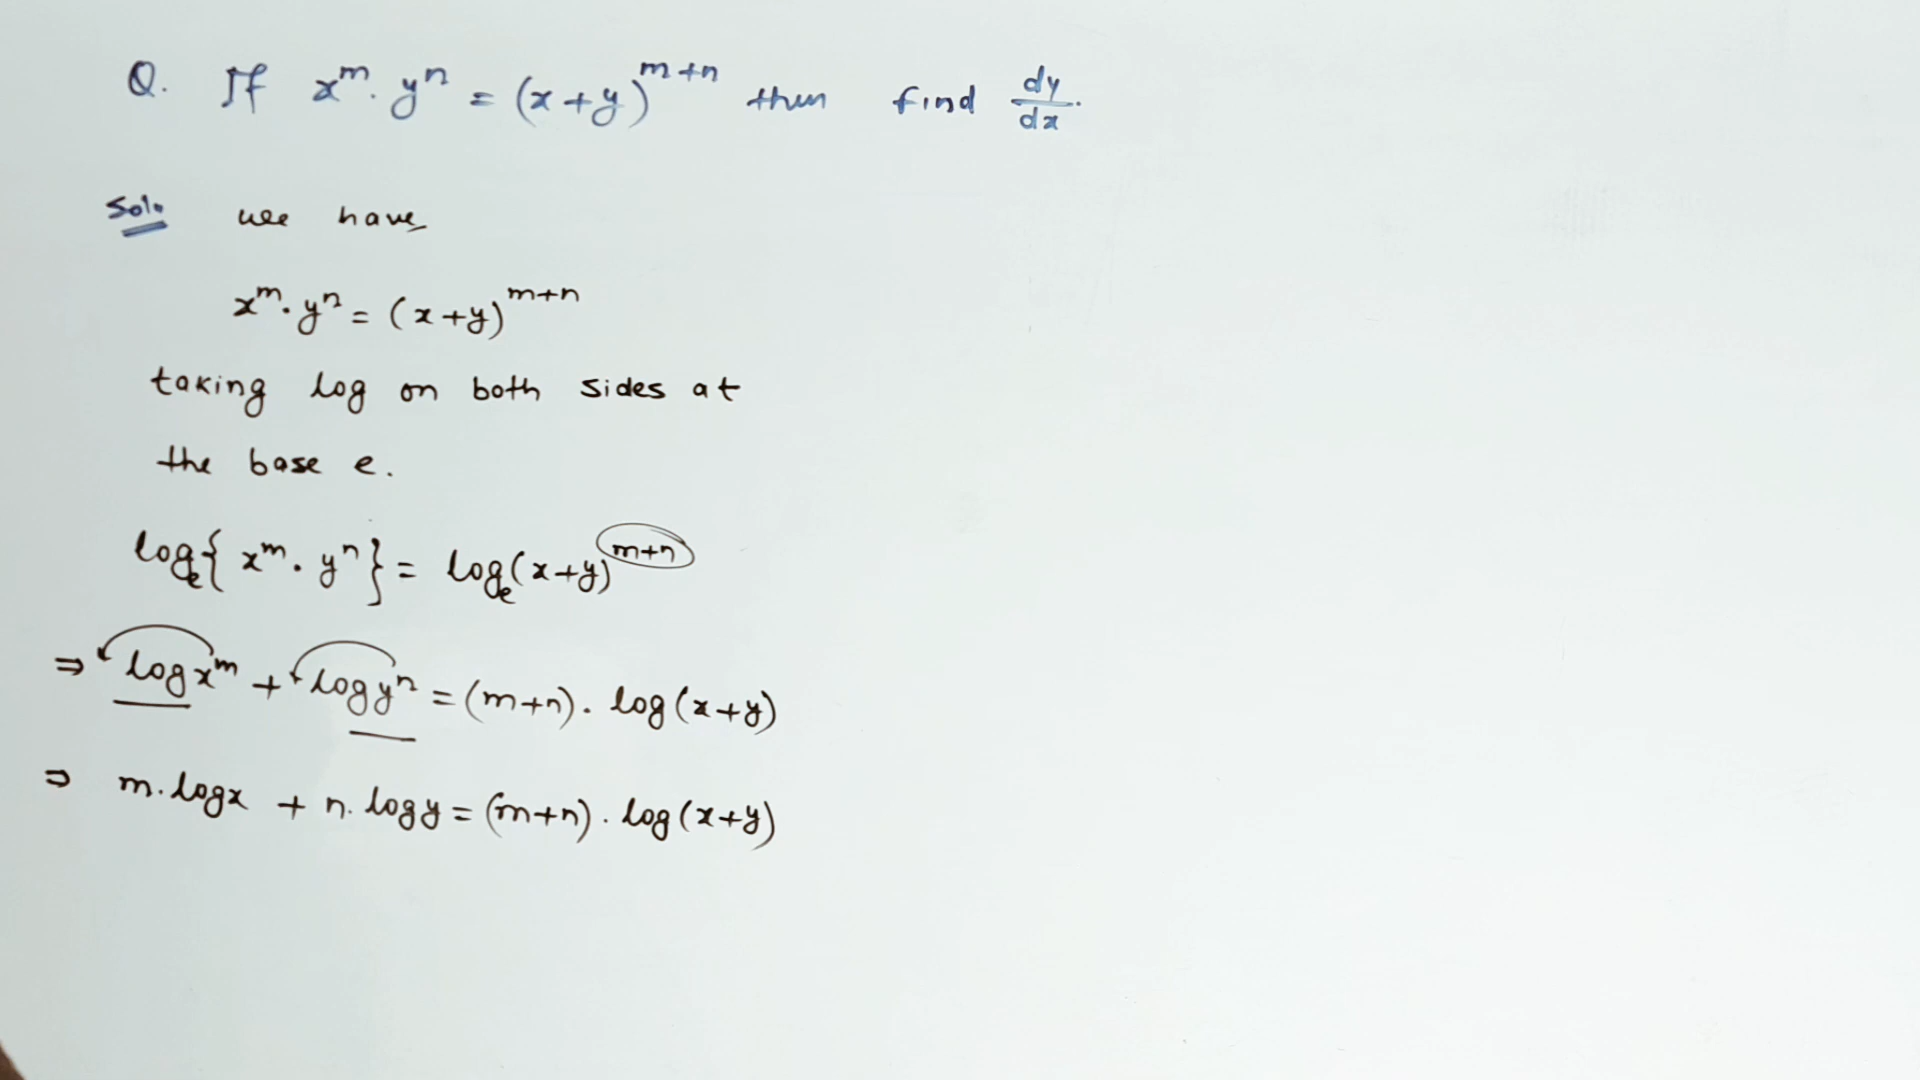 Q. If x^m · y^n = (x+y)^{m+n} then find dy/dx.
Sol. we have
x^m · y^n = (x+y)^{m+n}
taking log on both sides at
the base e.
log_e{ x^m · y^n } = log_e(x+y)^{m+n}
⇒ log x^m + log y^n = (m+n) · log(x+y)
⇒ m · log x + n · log y = (m+n) · log(x+y)